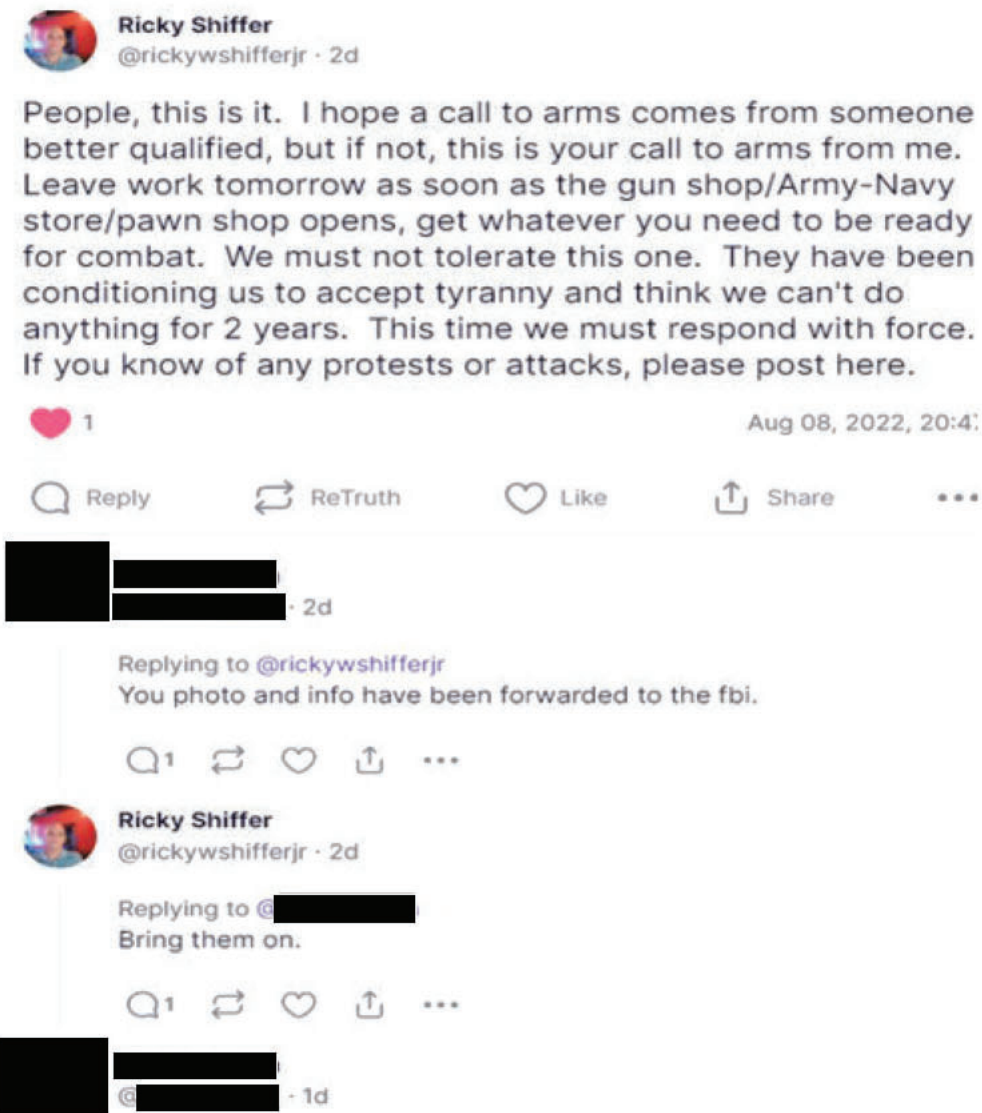 Ricky Shiffer
@rickywshifferjr · 2d
People, this is it. I hope a call to arms comes from someone
better qualified, but if not, this is your call to arms from me.
Leave work tomorrow as soon as the gun shop/Army-Navy
store/pawn shop opens, get whatever you need to be ready
for combat. We must not tolerate this one. They have been
conditioning us to accept tyranny and think we can't do
anything for 2 years. This time we must respond with force.
If you know of any protests or attacks, please post here.
1
Aug 08, 2022, 20:4
Reply
ReTruth
Like
Share
· 2d
Replying to @rickywshifferjr
You photo and info have been forwarded to the fbi.
1
Ricky Shiffer
@rickywshifferjr · 2d
Replying to @
Bring them on.
1
@ · 1d